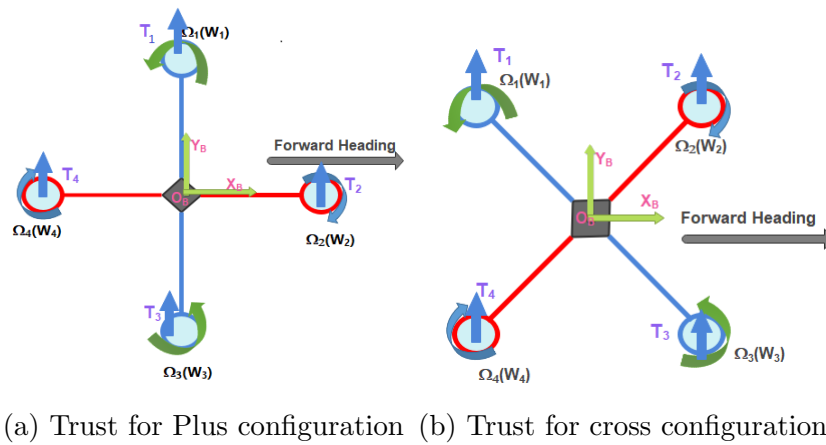 T1
Ω1(W1)
YB
Forward Heading
T4
XB
T2
OB
Ω4(W4)
Ω2(W2)
T3
Ω3(W3)
(a) Trust for Plus configuration
T1
T2
Ω1(W1)
Ω2(W2)
YB
XB
OB
Forward Heading
T4
T3
Ω3(W3)
Ω4(W4)
(b) Trust for cross configuration